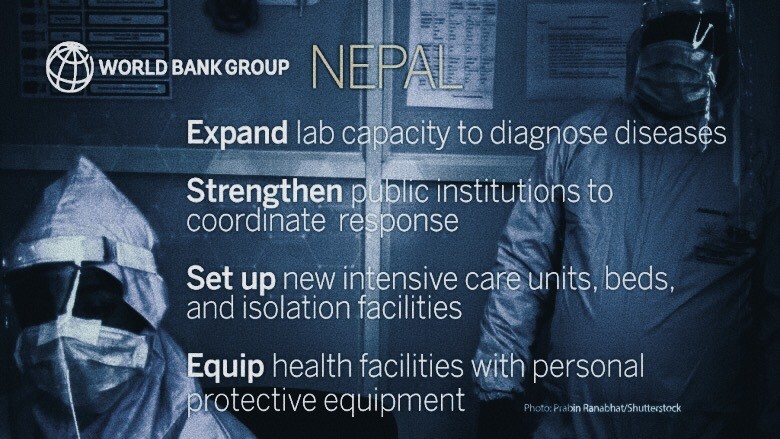 WORLD BANK GROUP NEPAL
Expand lab capacity to diagnose diseases
Strengthen public institutions to
coordinate response
Set up new intensive care units, beds,
and isolation facilities
Equip health facilities with personal
protective equipment
Photo: Prabin Ranabhat/Shutterstock